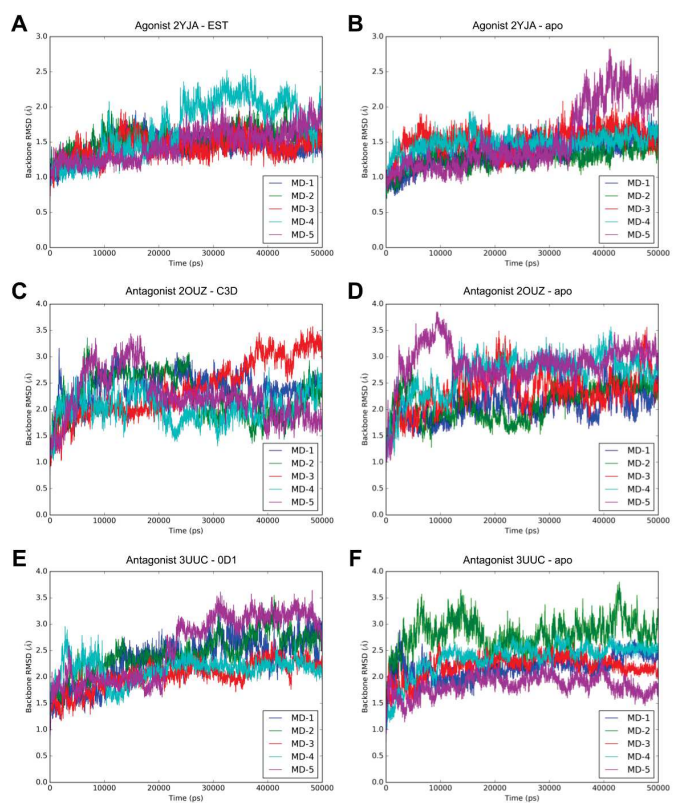 A
Agonist 2YJA - EST
Backbone RMSD (Å)
3.0
2.5
2.0
1.5
1.0
0.5
0.0
0
10000
20000
30000
40000
50000
Time (ps)
MD-1
MD-2
MD-3
MD-4
MD-5
B
Agonist 2YJA - apo
Backbone RMSD (Å)
3.0
2.5
2.0
1.5
1.0
0.5
0.0
0
10000
20000
30000
40000
50000
Time (ps)
MD-1
MD-2
MD-3
MD-4
MD-5
C
Antagonist 2OUZ - C3D
Backbone RMSD (Å)
4.0
3.5
3.0
2.5
2.0
1.5
1.0
0.5
0.0
0
10000
20000
30000
40000
50000
Time (ps)
MD-1
MD-2
MD-3
MD-4
MD-5
D
Antagonist 2OUZ - apo
Backbone RMSD (Å)
4.0
3.5
3.0
2.5
2.0
1.5
1.0
0.5
0.0
0
10000
20000
30000
40000
50000
Time (ps)
MD-1
MD-2
MD-3
MD-4
MD-5
E
Antagonist 3UUC - 0D1
Backbone RMSD (Å)
4.0
3.5
3.0
2.5
2.0
1.5
1.0
0.5
0.0
0
10000
20000
30000
40000
50000
Time (ps)
MD-1
MD-2
MD-3
MD-4
MD-5
F
Antagonist 3UUC - apo
Backbone RMSD (Å)
4.0
3.5
3.0
2.5
2.0
1.5
1.0
0.5
0.0
0
10000
20000
30000
40000
50000
Time (ps)
MD-1
MD-2
MD-3
MD-4
MD-5